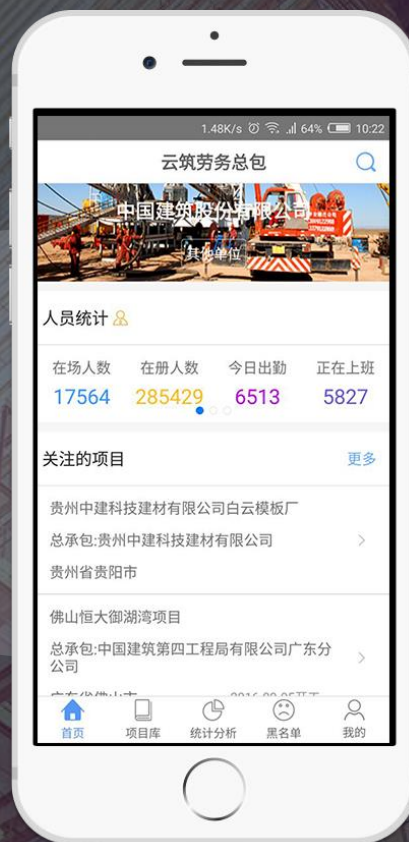 1.48K/s 64% 10:22
云筑劳务总包
中国建筑股份有限公司
其他单位
人员统计
在场人数 在册人数 今日出勤 正在上班
17564 285429 6513 5827
关注的项目 更多
贵州中建科技建材有限公司白云模板厂
总承包:贵州中建科技建材有限公司
贵州省贵阳市
佛山恒大御湖湾项目
总承包:中国建筑第四工程局有限公司广东分
公司
首页 项目库 统计分析 黑名单 我的